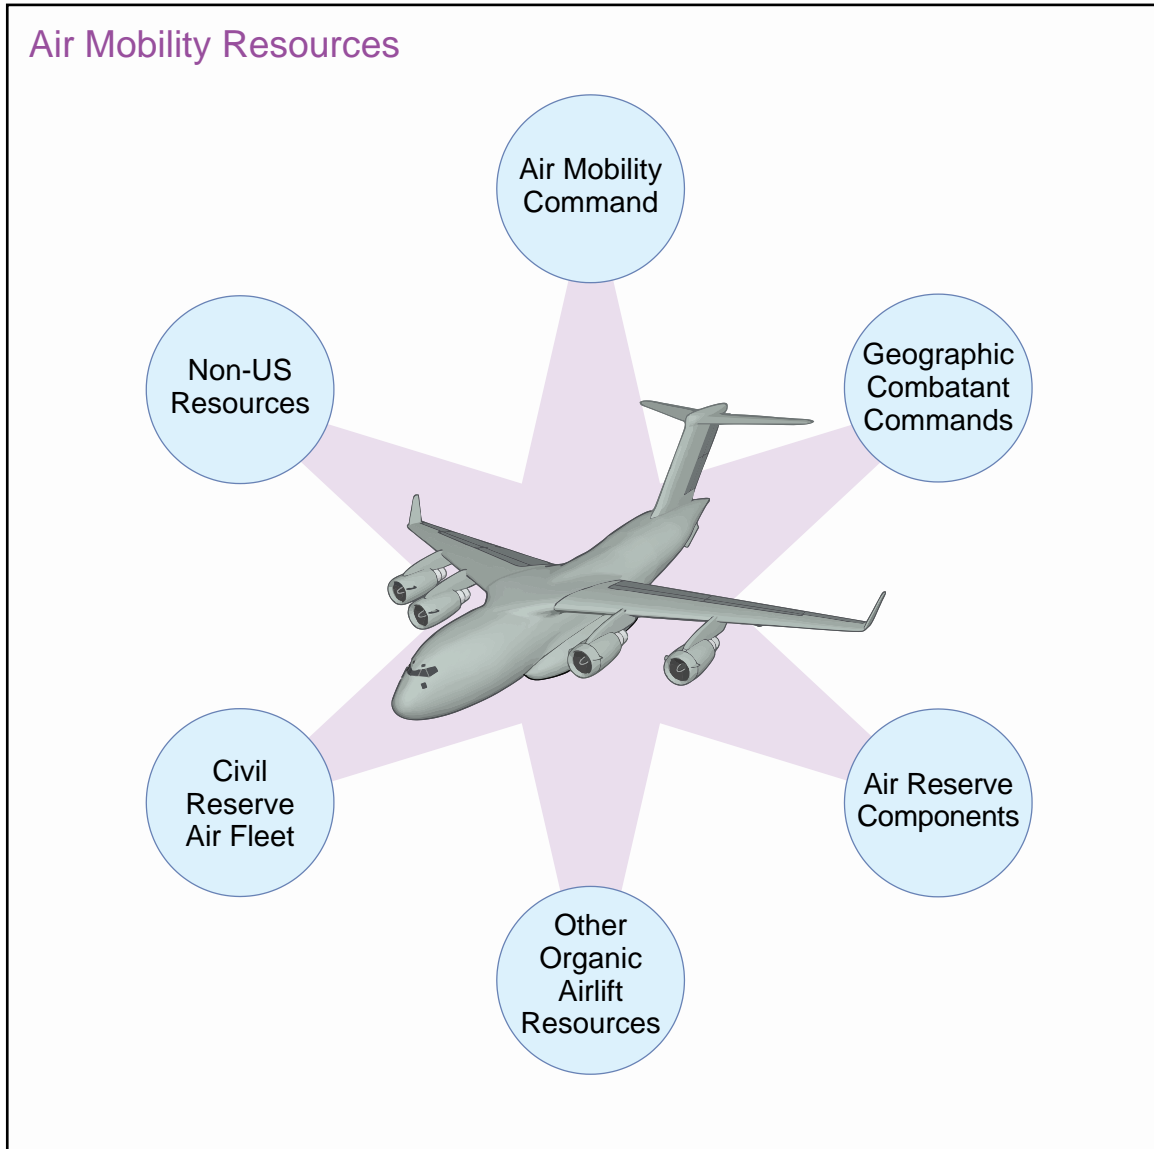 Air Mobility Resources
Air Mobility
Command
Geographic
Combatant
Commands
Non-US
Resources
Civil
Reserve
Air Fleet
Air Reserve
Components
Other
Organic
Airlift
Resources